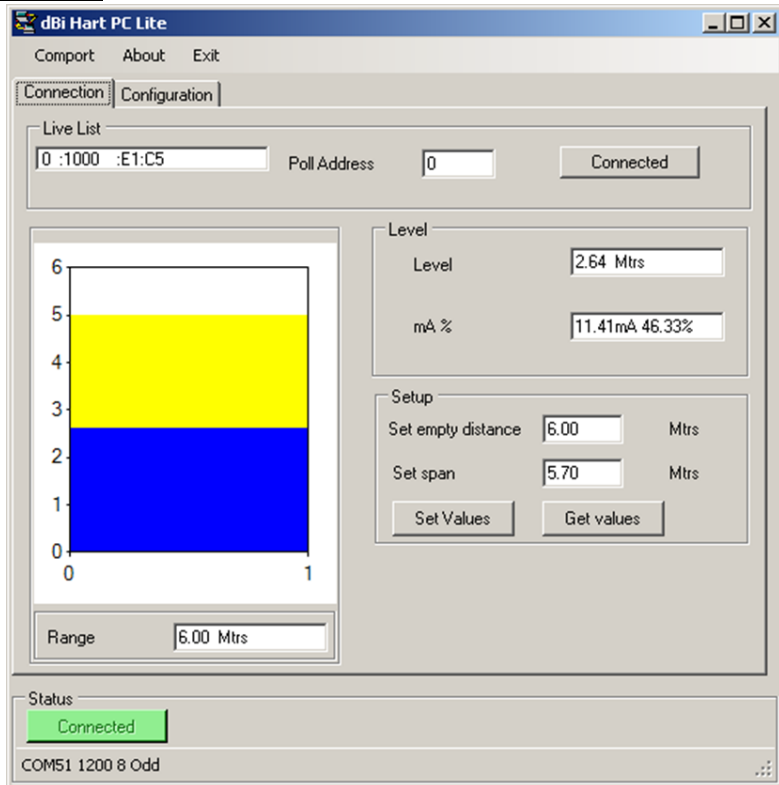 dBi Hart PC Lite
Comport About Exit
Connection Configuration
Live List
0 :1000 :E1:C5 Poll Address 0 Connected
Level
Level 2.64 Mtrs
mA % 11.41mA 46.33%
6
5
4
3
2
1
0
0 1
Range 6.00 Mtrs
Setup
Set empty distance 6.00 Mtrs
Set span 5.70 Mtrs
Set Values Get values
Status
Connected
COM51 1200 8 Odd